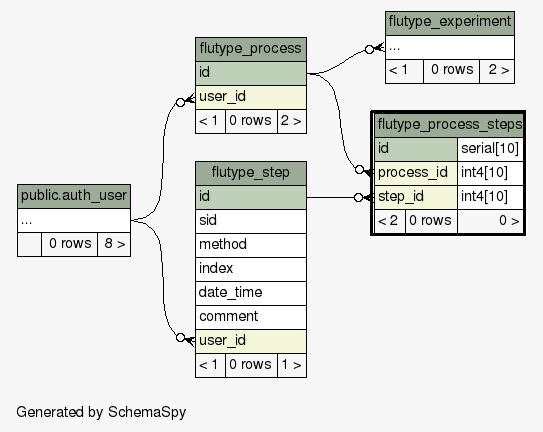 flutype_experiment
...
< 1 0 rows 2 >
flutype_process
id
user_id
< 1 0 rows 2 >
flutype_process_steps
id serial[10]
process_id int4[10]
step_id int4[10]
< 2 0 rows 0 >
flutype_step
id
sid
method
index
date_time
comment
user_id
< 1 0 rows 1 >
public.auth_user
...
0 rows 8 >
Generated by SchemaSpy